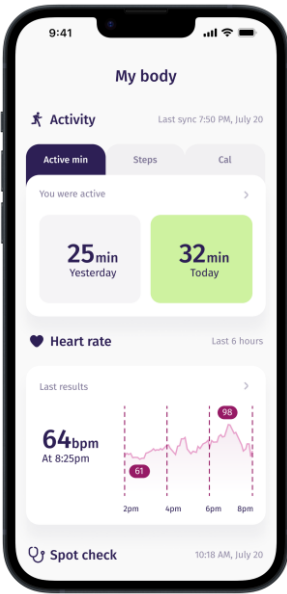 9:41
My body
Activity
Last sync 7:50 PM, July 20
Active min
Steps
Cal
You were active
25min
Yesterday
32min
Today
Heart rate
Last 6 hours
Last results
64bpm
At 8:25pm
98
61
2pm
4pm
6pm
8pm
Spot check
10:18 AM, July 20